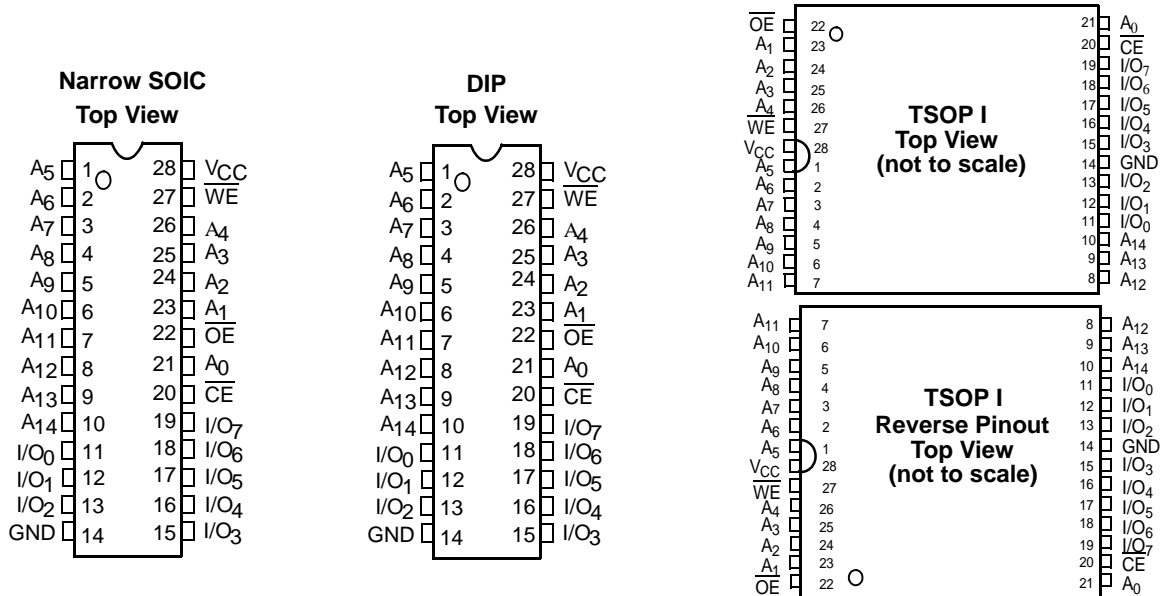 Narrow SOIC
Top View
A5 1 28 VCC
A6 2 27 WE
A7 3 26 A4
A8 4 25 A3
A9 5 24 A2
A10 6 23 A1
A11 7 22 OE
A12 8 21 A0
A13 9 20 CE
A14 10 19 I/O7
I/O0 11 18 I/O6
I/O1 12 17 I/O5
I/O2 13 16 I/O4
GND 14 15 I/O3
DIP
Top View
A5 1 28 VCC
A6 2 27 WE
A7 3 26 A4
A8 4 25 A3
A9 5 24 A2
A10 6 23 A1
A11 7 22 OE
A12 8 21 A0
A13 9 20 CE
A14 10 19 I/O7
I/O0 11 18 I/O6
I/O1 12 17 I/O5
I/O2 13 16 I/O4
GND 14 15 I/O3
TSOP I
Top View
(not to scale)
OE 22 21 A0
A1 23 20 CE
A2 24 19 I/O7
A3 25 18 I/O6
A4 26 17 I/O5
WE 27 16 I/O4
VCC 28 15 I/O3
A5 1 14 GND
A6 2 13 I/O2
A7 3 12 I/O1
A8 4 11 I/O0
A9 5 10 A14
A10 6 9 A13
A11 7 8 A12
TSOP I
Reverse Pinout
Top View
(not to scale)
A11 7 8 A12
A10 6 9 A13
A9 5 10 A14
A8 4 11 I/O0
A7 3 12 I/O1
A6 2 13 I/O2
A5 1 14 GND
VCC 28 15 I/O3
WE 27 16 I/O4
A4 26 17 I/O5
A3 25 18 I/O6
A2 24 19 I/O7
A1 23 20 CE
OE 22 21 A0